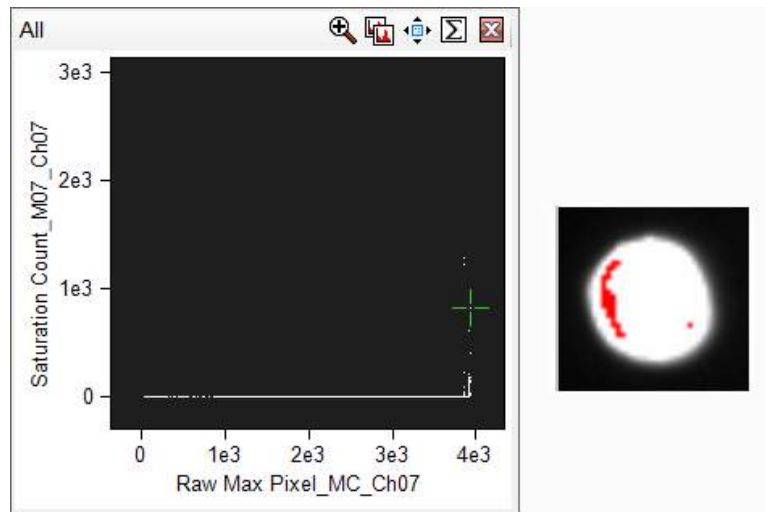 All
3e3
2e3
1e3
0
Saturation Count_M07_Ch07
0 1e3 2e3 3e3 4e3
Raw Max Pixel_MC_Ch07